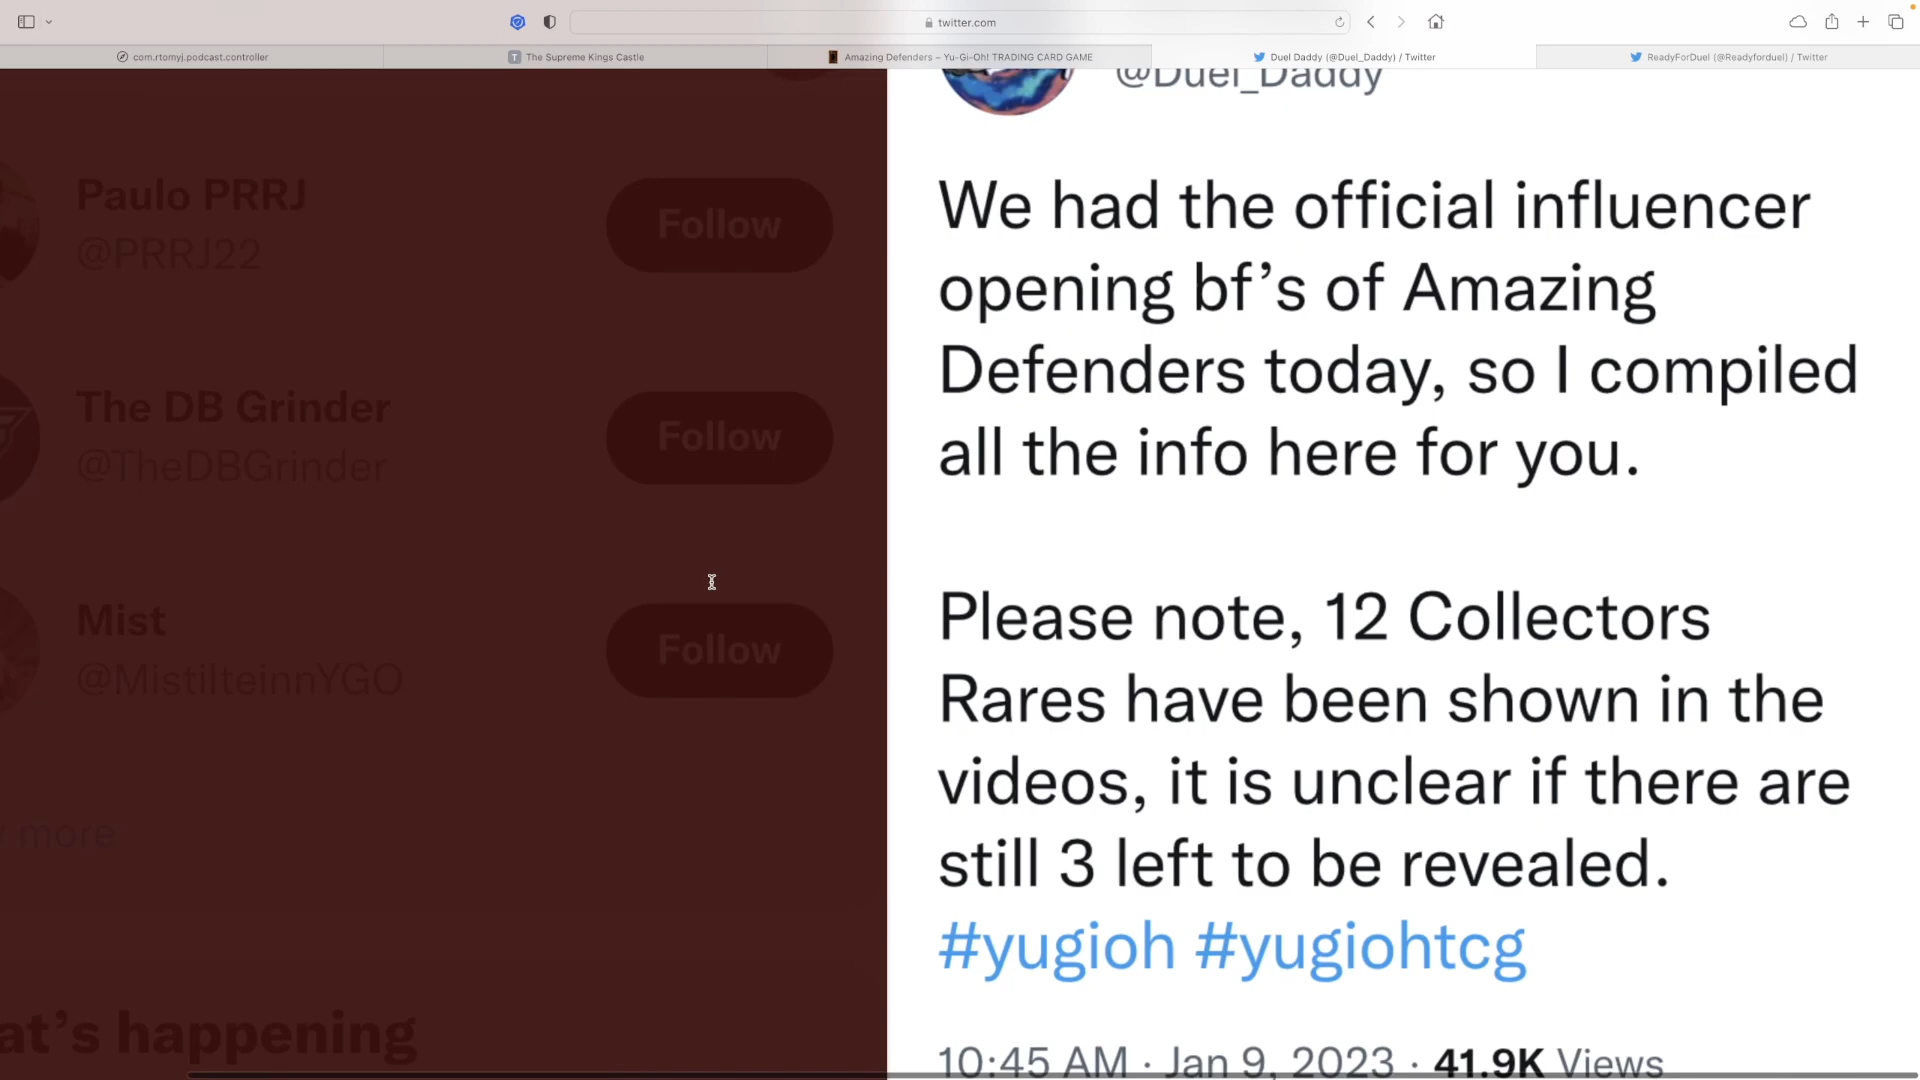 twitter.com
com.rtomyj.podcast.controller
T The Supreme Kings Castle
Amazing Defenders – Yu-Gi-Oh! TRADING CARD GAME
Duel Daddy (@Duel_Daddy) / Twitter
ReadyForDuel (@Readyforduel) / Twitter
@Duel_Daddy
Paulo PRRJ
@PRRJ22
Follow
The DB Grinder
@TheDBGrinder
Follow
Mist
@MistilteinnYGO
Follow
more
at's happening
We had the official influencer
opening bf's of Amazing
Defenders today, so I compiled
all the info here for you.
Please note, 12 Collectors
Rares have been shown in the
videos, it is unclear if there are
still 3 left to be revealed.
#yugioh #yugiohtcg
10:45 AM · Jan 9, 2023 · 41.9K Views